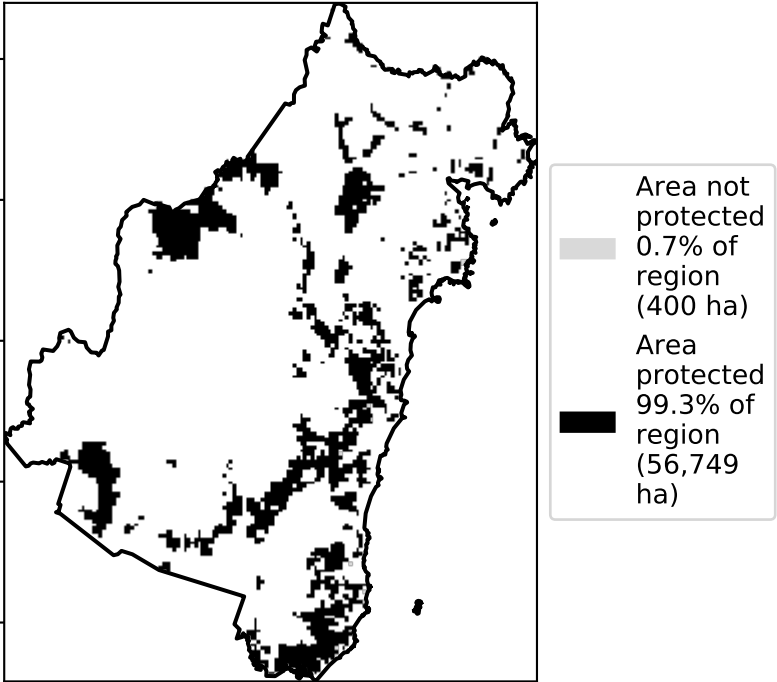 Area not
protected
0.7% of
region
(400 ha)
Area
protected
99.3% of
region
(56,749
ha)